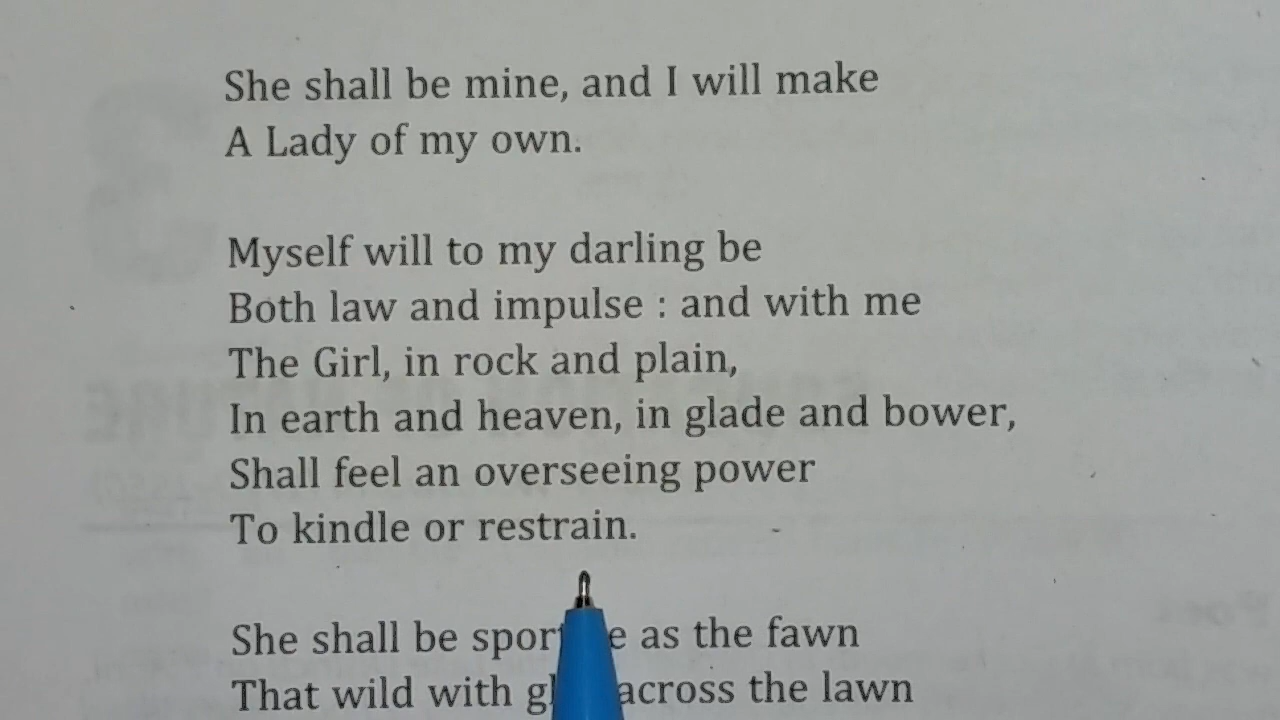 She shall be mine, and I will make
A Lady of my own.
Myself will to my darling be
Both law and impulse : and with me
The Girl, in rock and plain,
In earth and heaven, in glade and bower,
Shall feel an overseeing power
To kindle or restrain.
She shall be as the fawn
That wild with across the lawn